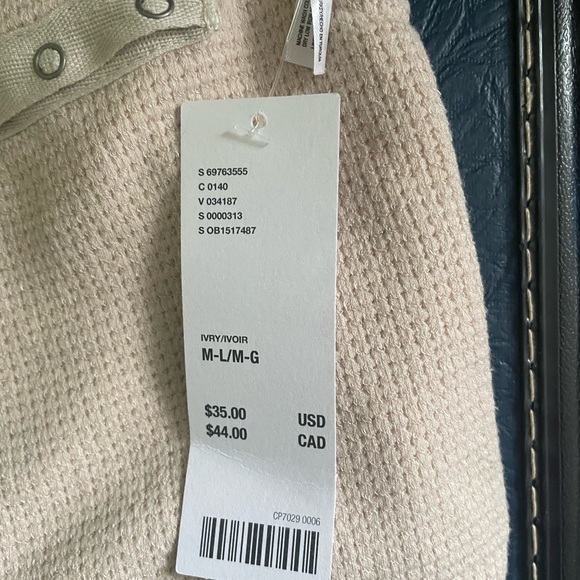 S 69763555
C 0140
V 034187
S 0000313
S OB1517487
IVRY/IVOIR
M-L/M-G
$35.00 USD
$44.00 CAD
CP7029 0006